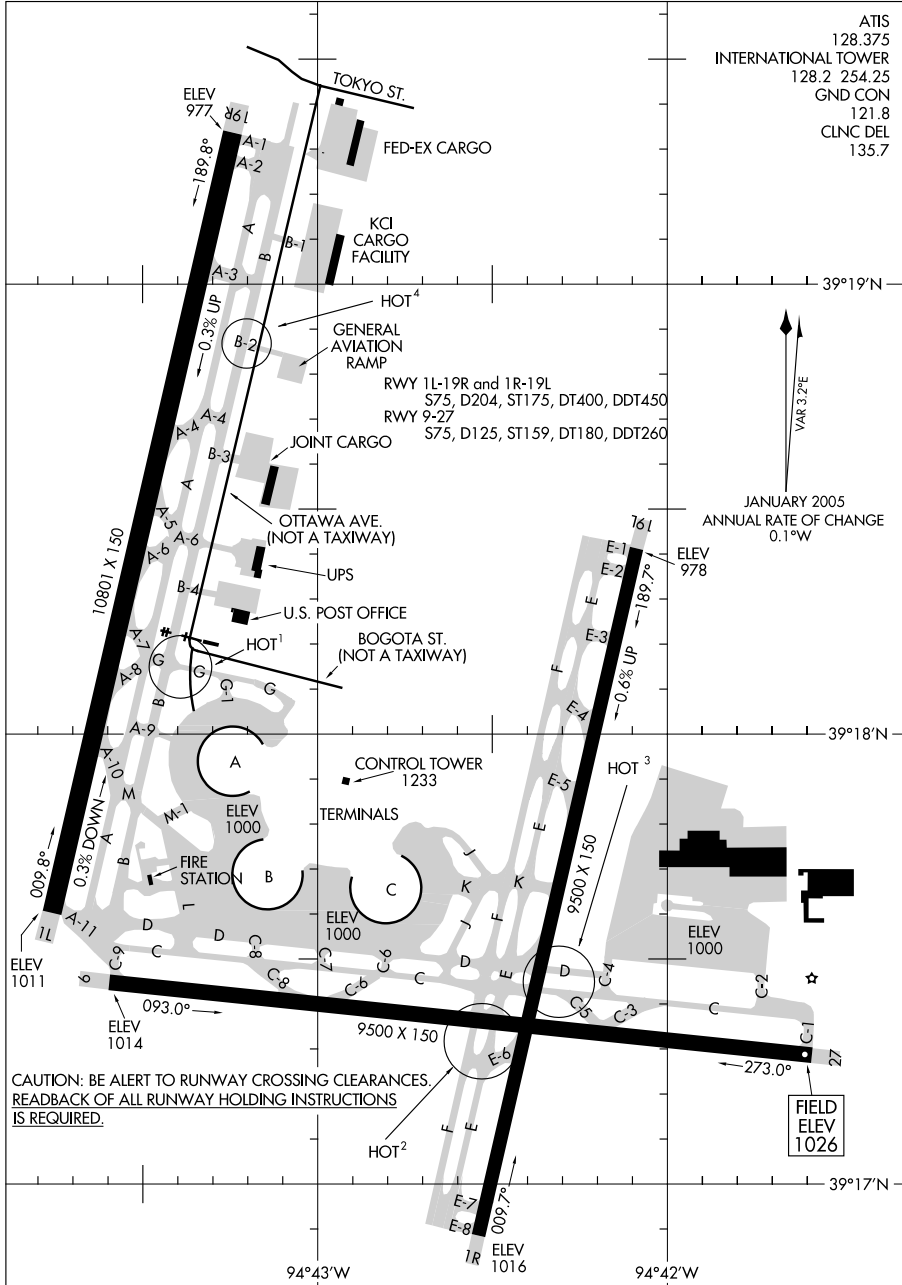 ATIS
128.375
INTERNATIONAL TOWER
128.2 254.25
GND CON
121.8
CLNC DEL
135.7
TOKYO ST.
ELEV
977
19R
A-1
A-2
189.8°
FED-EX CARGO
KCI
CARGO
FACILITY
A
B
B-1
A-3
39°19'N
0.3% UP
HOT4
B-2
GENERAL
AVIATION
RAMP
VAR 3.2°E
RWY 1L-19R and 1R-19L
S75, D204, ST175, DT400, DDT450
RWY 9-27
S75, D125, ST159, DT180, DDT260
A-4
A-4
B-3
JOINT CARGO
A
JANUARY 2005
ANNUAL RATE OF CHANGE
0.1°W
A-5
A-6
A-6
OTTAWA AVE.
(NOT A TAXIWAY)
19L
E-1
E-2
ELEV
978
10801 X 150
UPS
B-4
U.S. POST OFFICE
E
189.7°
A-7
G
HOT1
BOGOTA ST.
(NOT A TAXIWAY)
E-3
A-8
G
G-1
G
F
0.6% UP
B
E-4
A-9
39°18'N
A-10
A
CONTROL TOWER
1233
E-5
HOT 3
M
M-1
ELEV
1000
TERMINALS
E
0.3% DOWN
A
B
FIRE
STATION
B
C
J
K
K
9500 X 150
009.8°
L
ELEV
1000
J
F
ELEV
1000
A-11
1L
D
D
C-8
C-7
C-6
D
E
D
C-4
ELEV
1011
9
C-9
C
C-8
C-6
C
C-5
C-3
C
C-2
093.0°
ELEV
1014
9500 X 150
C-1
27
E-6
273.0°
CAUTION: BE ALERT TO RUNWAY CROSSING CLEARANCES.
READBACK OF ALL RUNWAY HOLDING INSTRUCTIONS
IS REQUIRED.
FIELD
ELEV
1026
F
E
HOT2
39°17'N
E-7
E-8
009.7°
1R
ELEV
1016
94°43'W
94°42'W